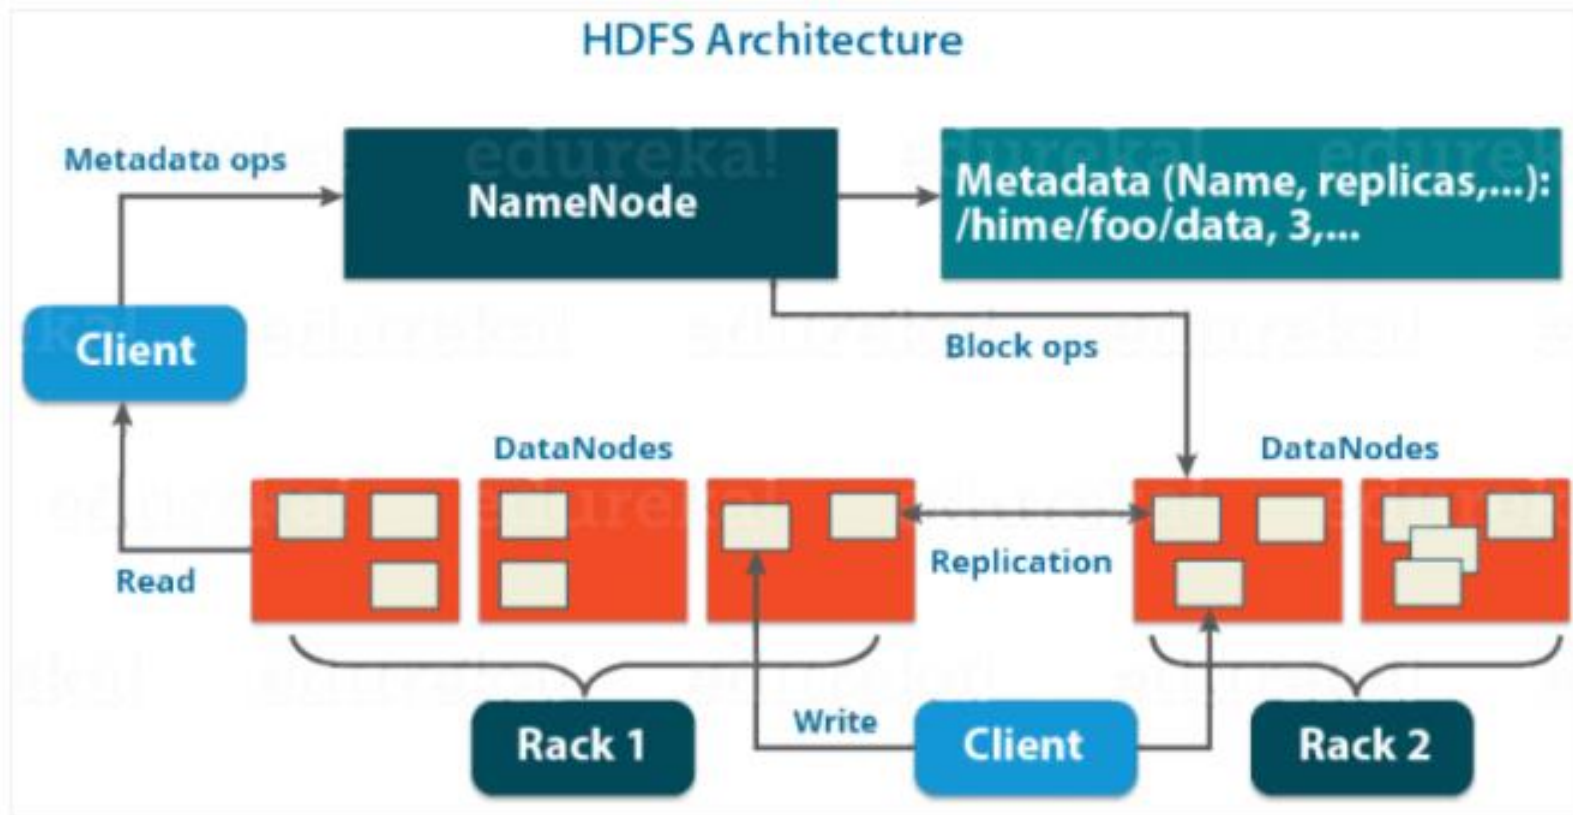 HDFS Architecture
Metadata ops
NameNode
Metadata (Name, replicas,...):
/hime/foo/data, 3,...
Client
Block ops
DataNodes
DataNodes
Read
Replication
Write
Rack 1
Client
Rack 2
edureka!